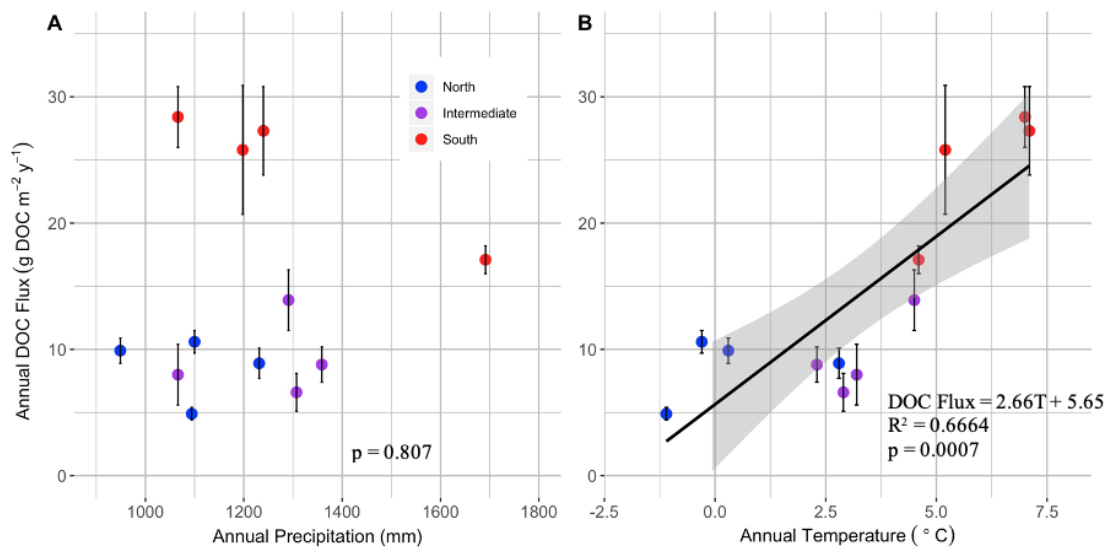 A
B
Annual DOC Flux (g DOC m⁻² y⁻¹)
30
20
10
0
North
Intermediate
South
p = 0.807
1000 1200 1400 1600 1800
Annual Precipitation (mm)
30
20
10
0
DOC Flux = 2.66T + 5.65
R² = 0.6664
p = 0.0007
-2.5 0.0 2.5 5.0 7.5
Annual Temperature ( ° C)